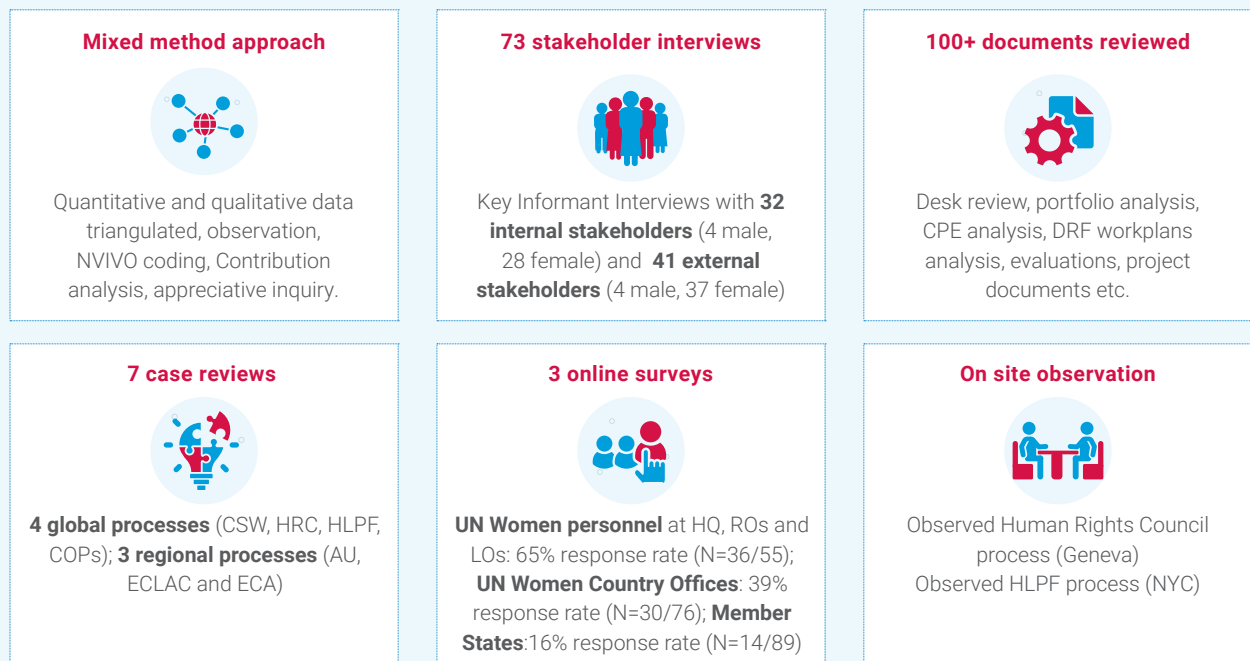 Mixed method approach
Quantitative and qualitative data
triangulated, observation,
NVIVO coding, Contribution
analysis, appreciative inquiry.
73 stakeholder interviews
Key Informant Interviews with 32
internal stakeholders (4 male,
28 female) and 41 external
stakeholders (4 male, 37 female)
100+ documents reviewed
Desk review, portfolio analysis,
CPE analysis, DRF workplans
analysis, evaluations, project
documents etc.
7 case reviews
4 global processes (CSW, HRC, HLPF,
COPs); 3 regional processes (AU,
ECLAC and ECA)
3 online surveys
UN Women personnel at HQ, ROs and
LOs: 65% response rate (N=36/55);
UN Women Country Offices: 39%
response rate (N=30/76); Member
States:16% response rate (N=14/89)
On site observation
Observed Human Rights Council
process (Geneva)
Observed HLPF process (NYC)